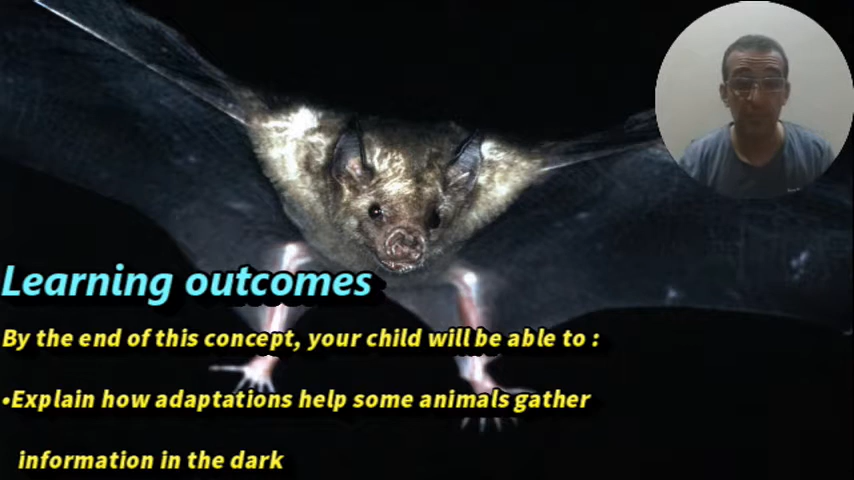 Learning outcomes
By the end of this concept, your child will be able to :
•Explain how adaptations help some animals gather
information in the dark